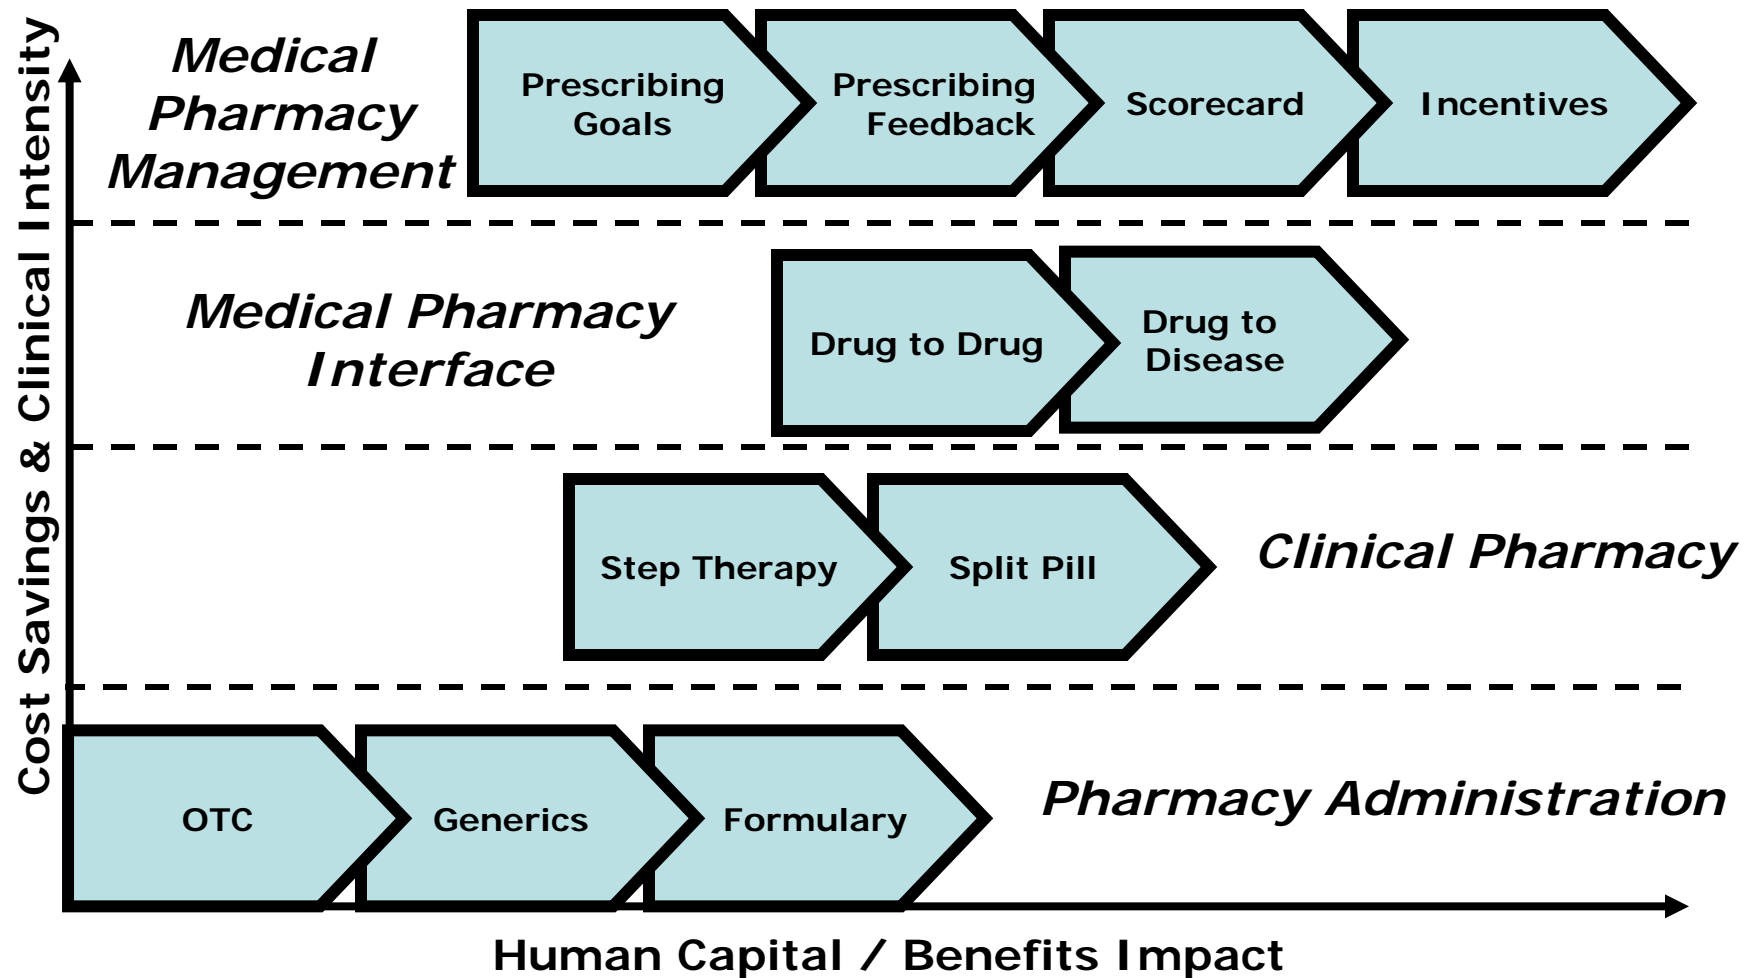 Cost Savings & Clinical Intensity
Medical
Pharmacy
Management
Prescribing
Goals
Prescribing
Feedback
Scorecard
Incentives
Medical Pharmacy
Interface
Drug to Drug
Drug to
Disease
Step Therapy
Split Pill
Clinical Pharmacy
OTC
Generics
Formulary
Pharmacy Administration
Human Capital / Benefits Impact